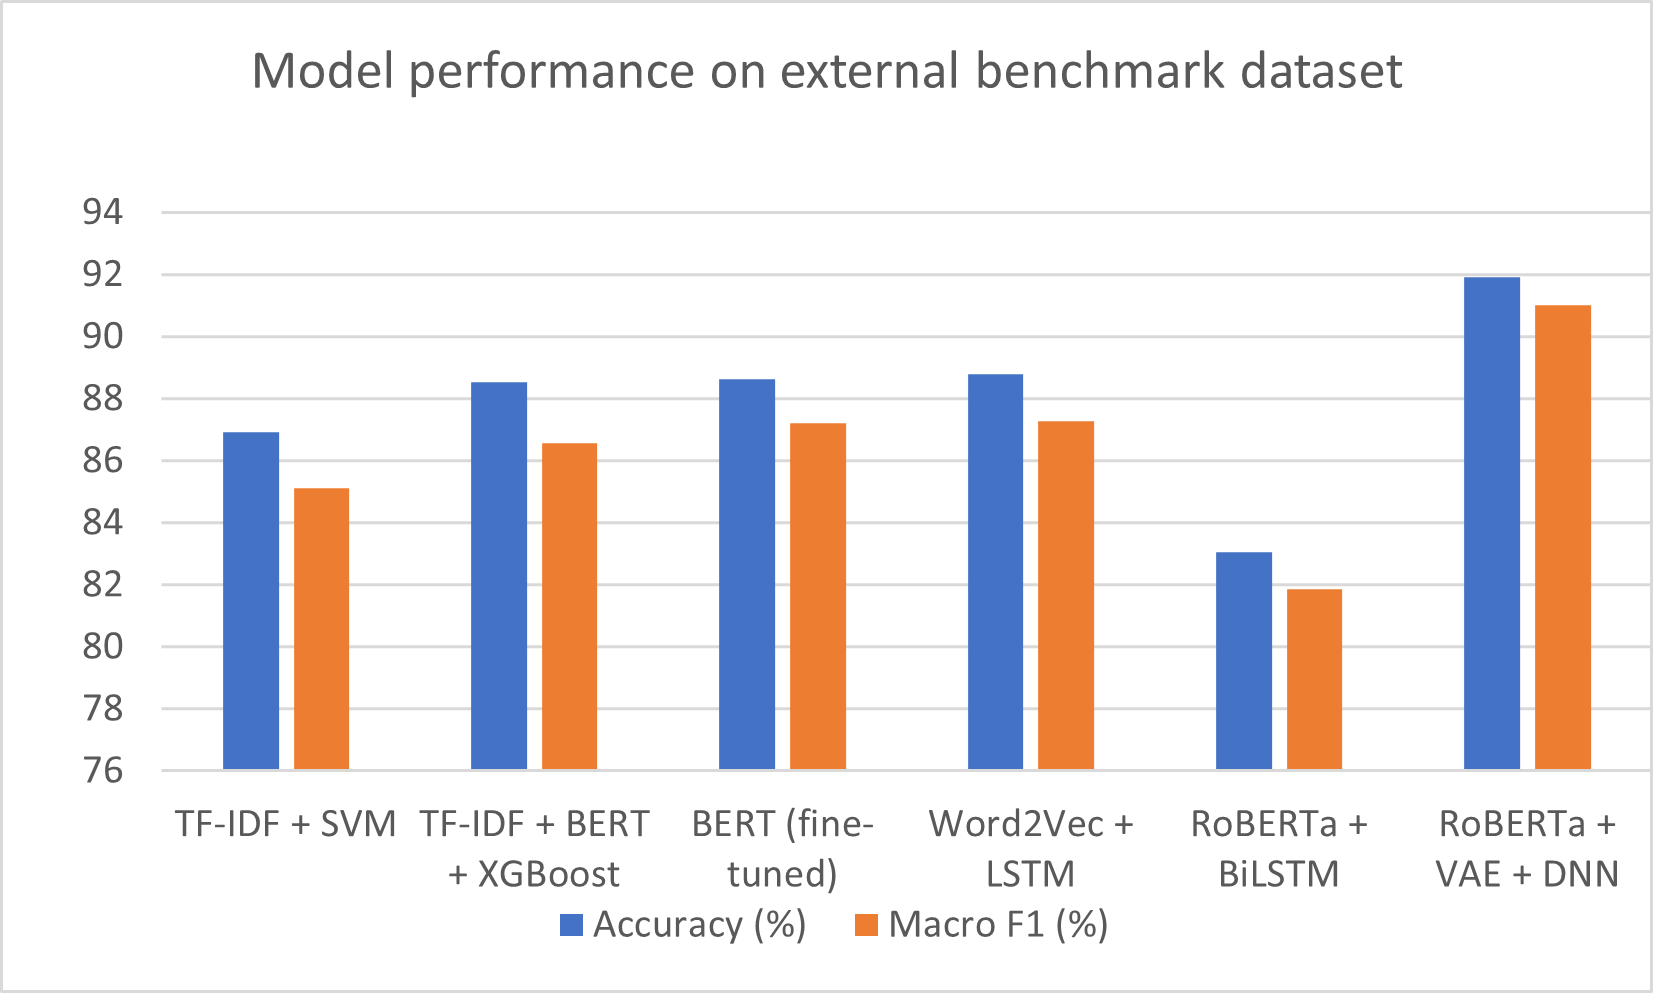 Model performance on external benchmark dataset
94
92
90
88
86
84
82
80
78
76
TF-IDF + SVM
TF-IDF + BERT
+ XGBoost
BERT (fine-
tuned)
Word2Vec +
LSTM
RoBERTa +
BiLSTM
RoBERTa +
VAE + DNN
Accuracy (%)
Macro F1 (%)